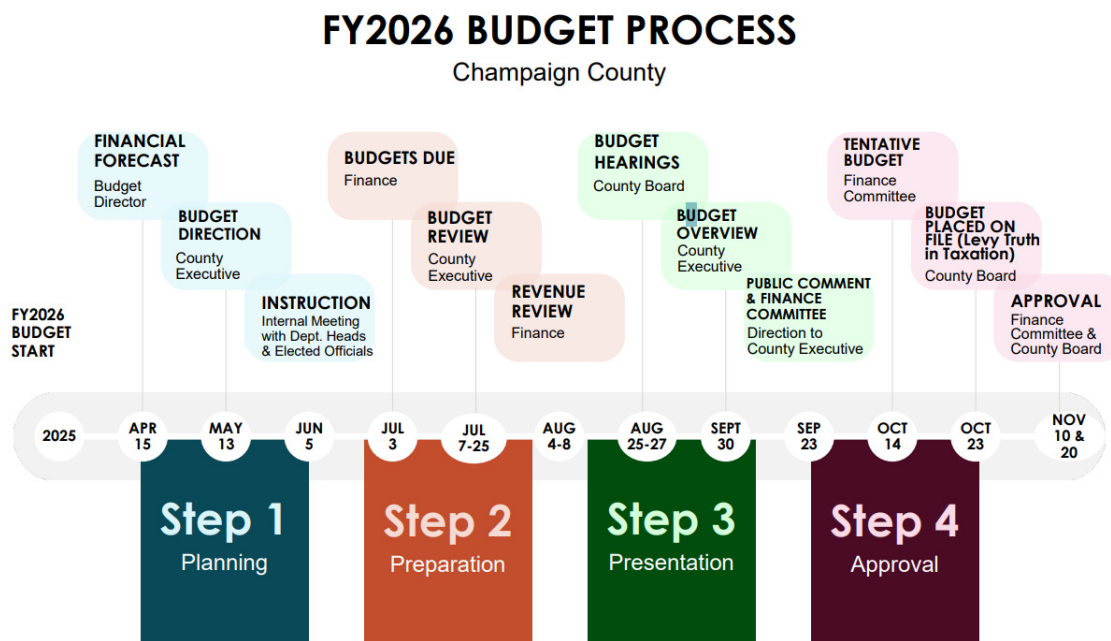 FY2026 BUDGET PROCESS
Champaign County
FINANCIAL
FORECAST
Budget
Director
BUDGET
DIRECTION
County
Executive
INSTRUCTION
Internal Meeting
with Dept. Heads
& Elected Officials
BUDGETS DUE
Finance
BUDGET
REVIEW
County
Executive
REVENUE
REVIEW
Finance
BUDGET
HEARINGS
County Board
BUDGET
OVERVIEW
County
Executive
PUBLIC COMMENT
& FINANCE
COMMITTEE
Direction to
County Executive
TENTATIVE
BUDGET
Finance
Committee
BUDGET
PLACED ON
FILE (Levy Truth
in Taxation)
County Board
APPROVAL
Finance
Committee &
County Board
FY2026
BUDGET
START
2025
APR
15
MAY
13
JUN
5
JUL
3
JUL
7-25
AUG
4-8
AUG
25-27
SEPT
30
SEP
23
OCT
14
OCT
23
NOV
10 &
20
Step 1
Planning
Step 2
Preparation
Step 3
Presentation
Step 4
Approval